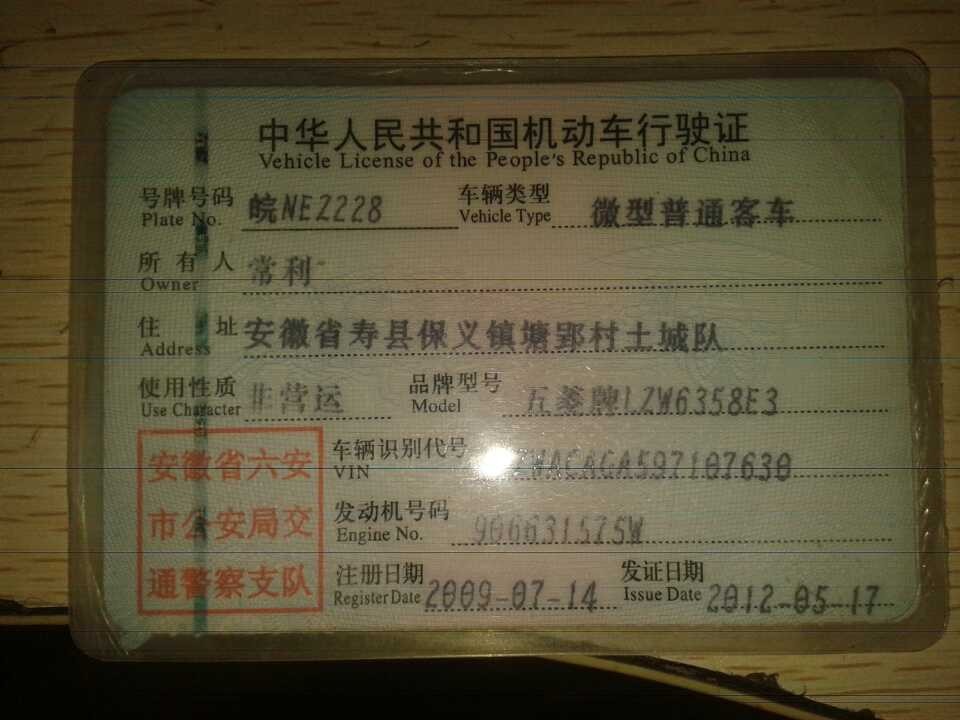 中华人民共和国机动车行驶证
Vehicle License of the People's Republic of China
号牌号码 皖NEZ228 车辆类型 微型普通客车
Plate No. Vehicle Type
所有人 常利
Owner
住址 安徽省寿县保义镇塘郢村土城队
Address
使用性质 非营运 品牌型号 五菱牌LZW6358E3
Use Character Model
车辆识别代号
VIN ZWACAGA597107630
发动机号码
Engine No. 906631575W
注册日期 2009-07-14 发证日期 2012-05-17
Register Date Issue Date
安徽省六安
市公安局交
通警察支队